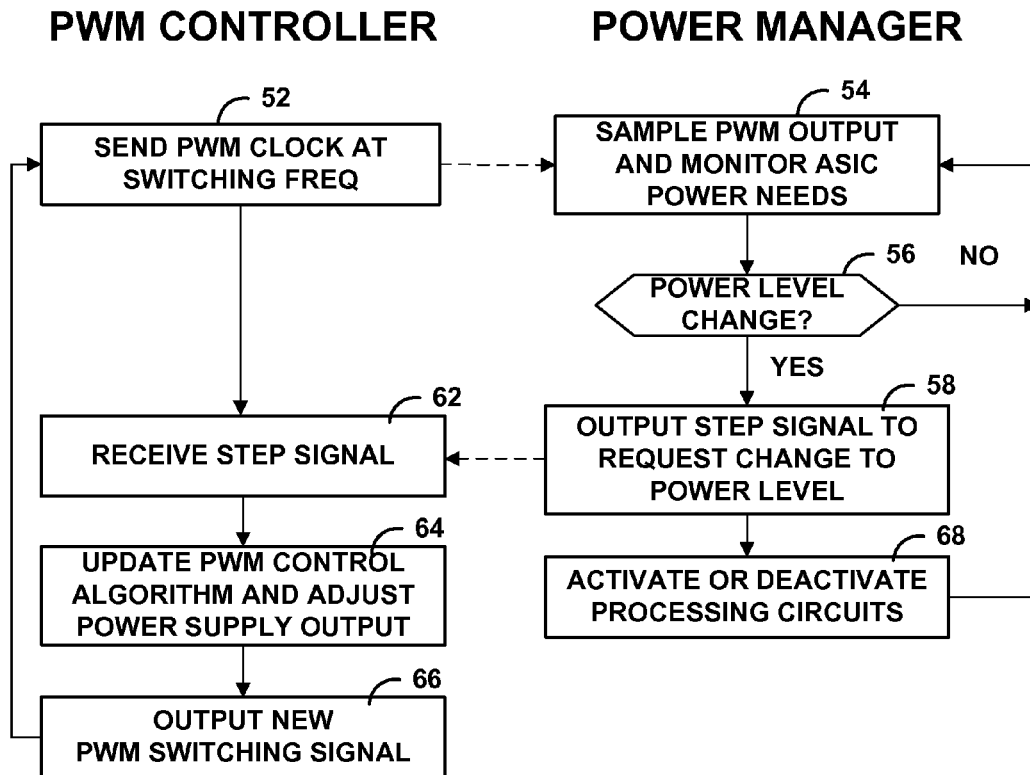 PWM CONTROLLER
POWER MANAGER
52
SEND PWM CLOCK AT
SWITCHING FREQ
54
SAMPLE PWM OUTPUT
AND MONITOR ASIC
POWER NEEDS
56
NO
POWER LEVEL
CHANGE?
YES
62
RECEIVE STEP SIGNAL
58
OUTPUT STEP SIGNAL TO
REQUEST CHANGE TO
POWER LEVEL
64
UPDATE PWM CONTROL
ALGORITHM AND ADJUST
POWER SUPPLY OUTPUT
68
ACTIVATE OR DEACTIVATE
PROCESSING CIRCUITS
66
OUTPUT NEW
PWM SWITCHING SIGNAL